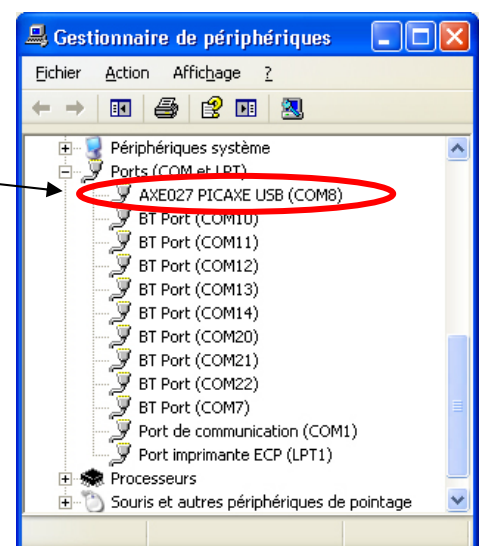 Gestionnaire de périphériques
Fichier Action Affichage ?
Périphériques système
Ports (COM et LPT)
AXE027 PICAXE USB (COM8)
BT Port (COM10)
BT Port (COM11)
BT Port (COM12)
BT Port (COM13)
BT Port (COM14)
BT Port (COM20)
BT Port (COM21)
BT Port (COM22)
BT Port (COM7)
Port de communication (COM1)
Port imprimante ECP (LPT1)
Processeurs
Souris et autres périphériques de pointage